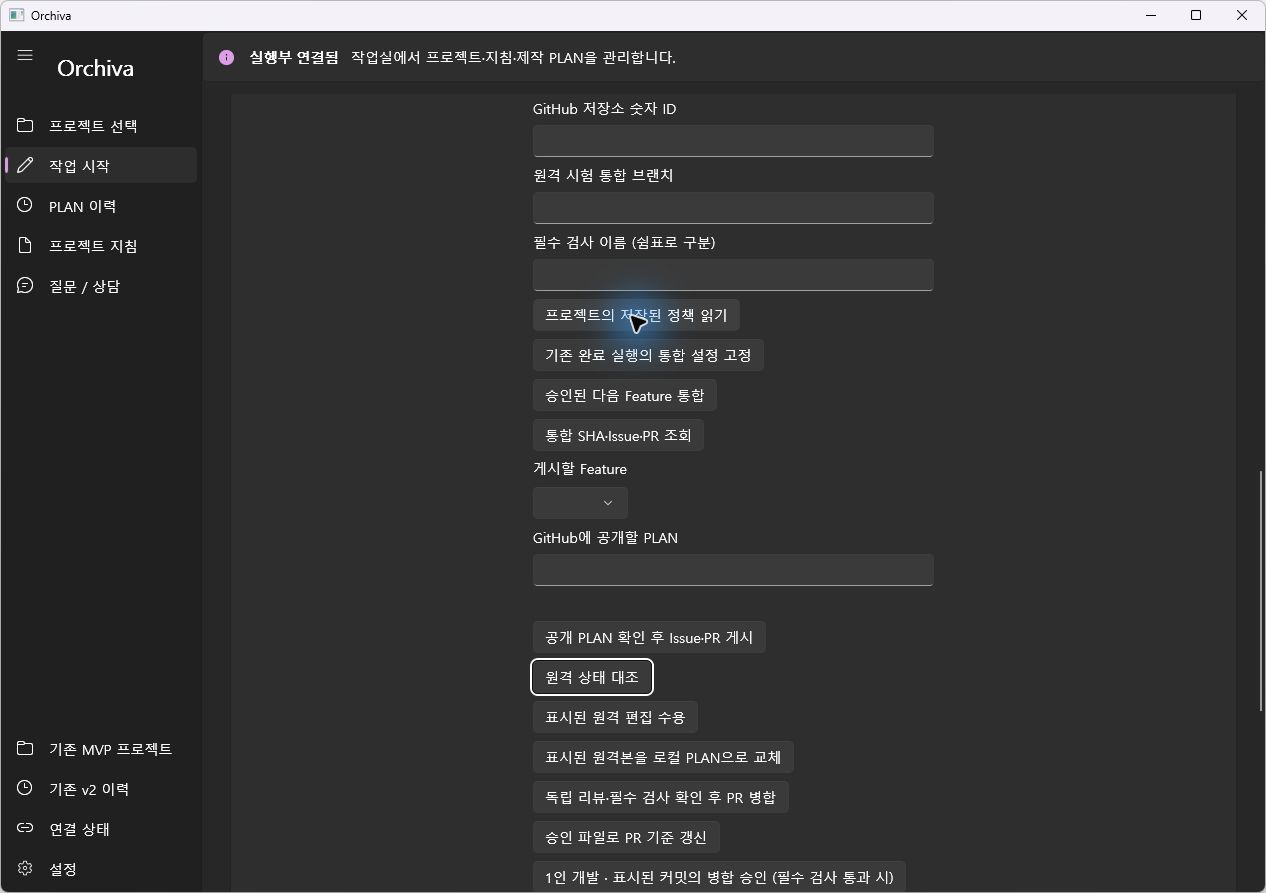 Orchiva
Orchiva
실행부 연결됨 작업실에서 프로젝트·지침·제작 PLAN을 관리합니다.
프로젝트 선택
작업 시작
PLAN 이력
프로젝트 지침
질문 / 상담
기존 MVP 프로젝트
기존 v2 이력
연결 상태
설정
GitHub 저장소 숫자 ID
원격 시험 통합 브랜치
필수 검사 이름 (쉼표로 구분)
프로젝트의 저장된 정책 읽기
기존 완료 실행의 통합 설정 고정
승인된 다음 Feature 통합
통합 SHA·Issue·PR 조회
게시할 Feature
GitHub에 공개할 PLAN
공개 PLAN 확인 후 Issue·PR 게시
원격 상태 대조
표시된 원격 편집 수용
표시된 원격본을 로컬 PLAN으로 교체
독립 리뷰·필수 검사 확인 후 PR 병합
승인 파일로 PR 기준 갱신
1인 개발 · 표시된 커밋의 병합 승인 (필수 검사 통과 시)